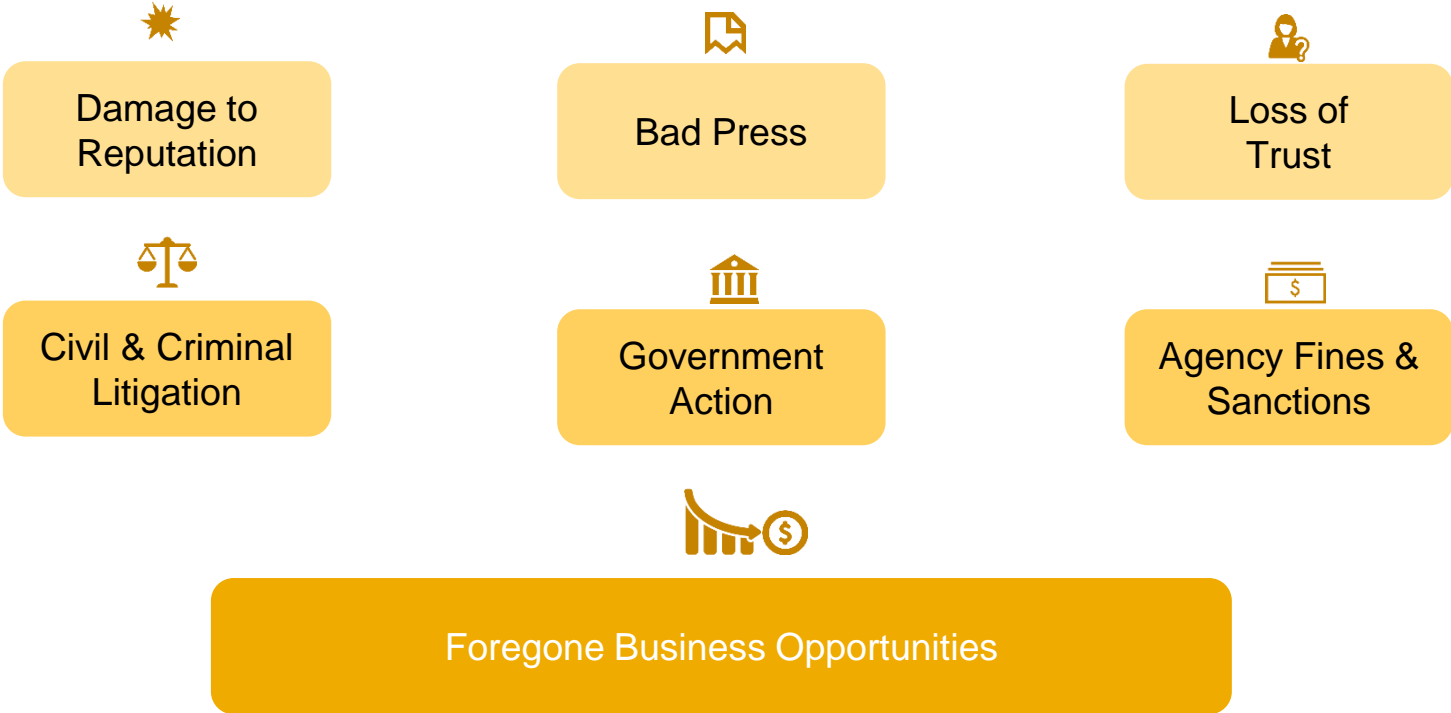 Damage to
Reputation
Bad Press
Loss of
Trust
Civil & Criminal
Litigation
Government
Action
$
Agency Fines &
Sanctions
$
Foregone Business Opportunities